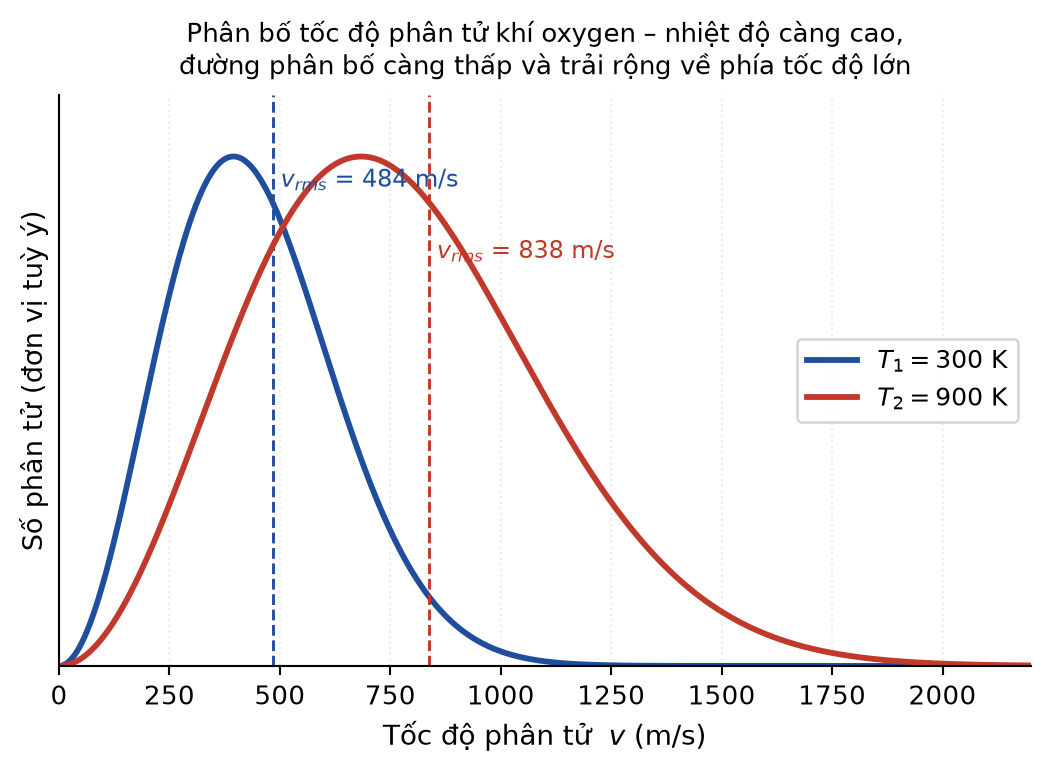 Phân bố tốc độ phân tử khí oxygen – nhiệt độ càng cao,
đường phân bố càng thấp và trải rộng về phía tốc độ lớn
Số phân tử (đơn vị tuỳ ý)
v_rms = 484 m/s
v_rms = 838 m/s
T₁ = 300 K
T₂ = 900 K
0 250 500 750 1000 1250 1500 1750 2000
Tốc độ phân tử v (m/s)